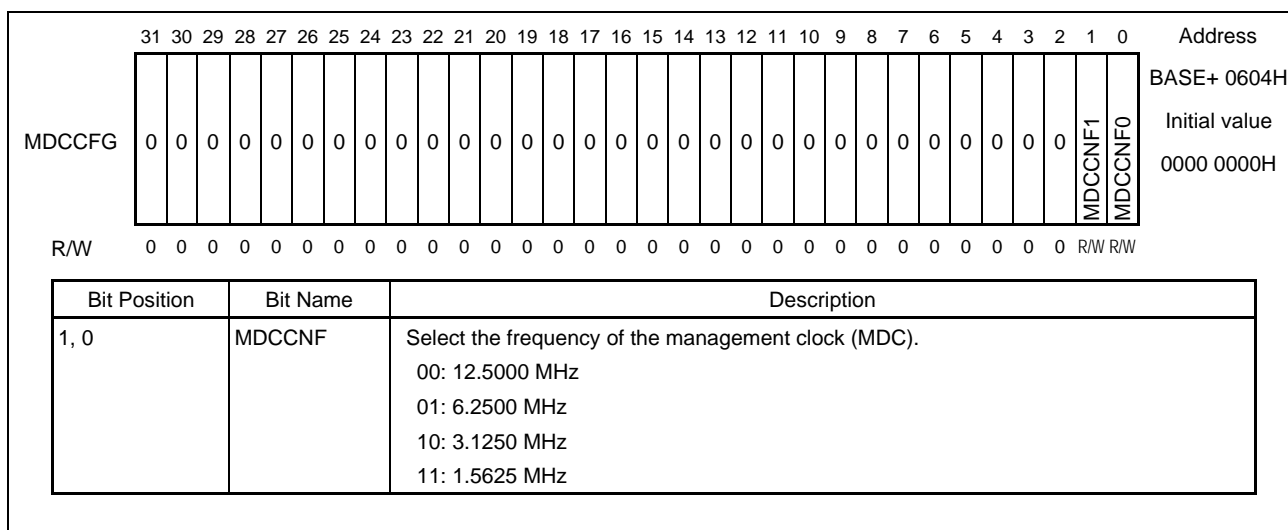 31 30 29 28 27 26 25 24 23 22 21 20 19 18 17 16 15 14 13 12 11 10 9 8 7 6 5 4 3 2 1 0 Address
BASE+ 0604H
MDCCFG 0 0 0 0 0 0 0 0 0 0 0 0 0 0 0 0 0 0 0 0 0 0 0 0 0 0 0 0 0 0 MDCCNF1 MDCCNF0 Initial value
0000 0000H
R/W 0 0 0 0 0 0 0 0 0 0 0 0 0 0 0 0 0 0 0 0 0 0 0 0 0 0 0 0 0 0 R/W R/W
Bit Position Bit Name Description
1, 0 MDCCNF Select the frequency of the management clock (MDC).
00: 12.5000 MHz
01: 6.2500 MHz
10: 3.1250 MHz
11: 1.5625 MHz